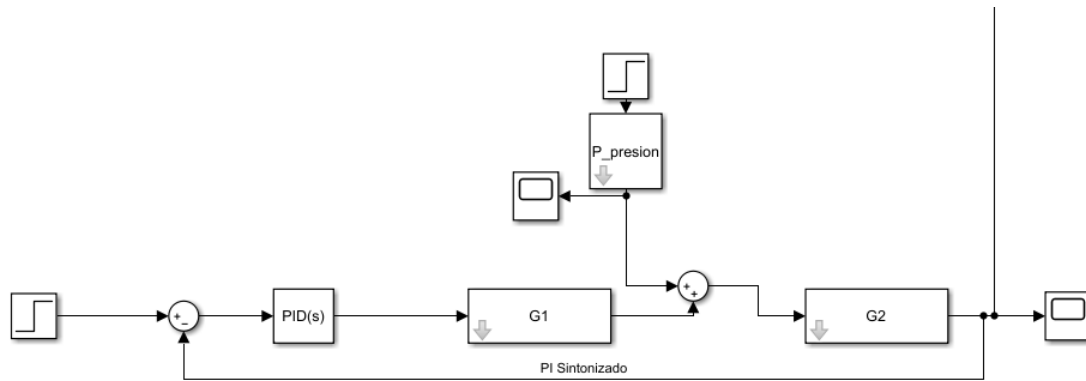 P_presion
PID(s)
G1
G2
PI Sintonizado